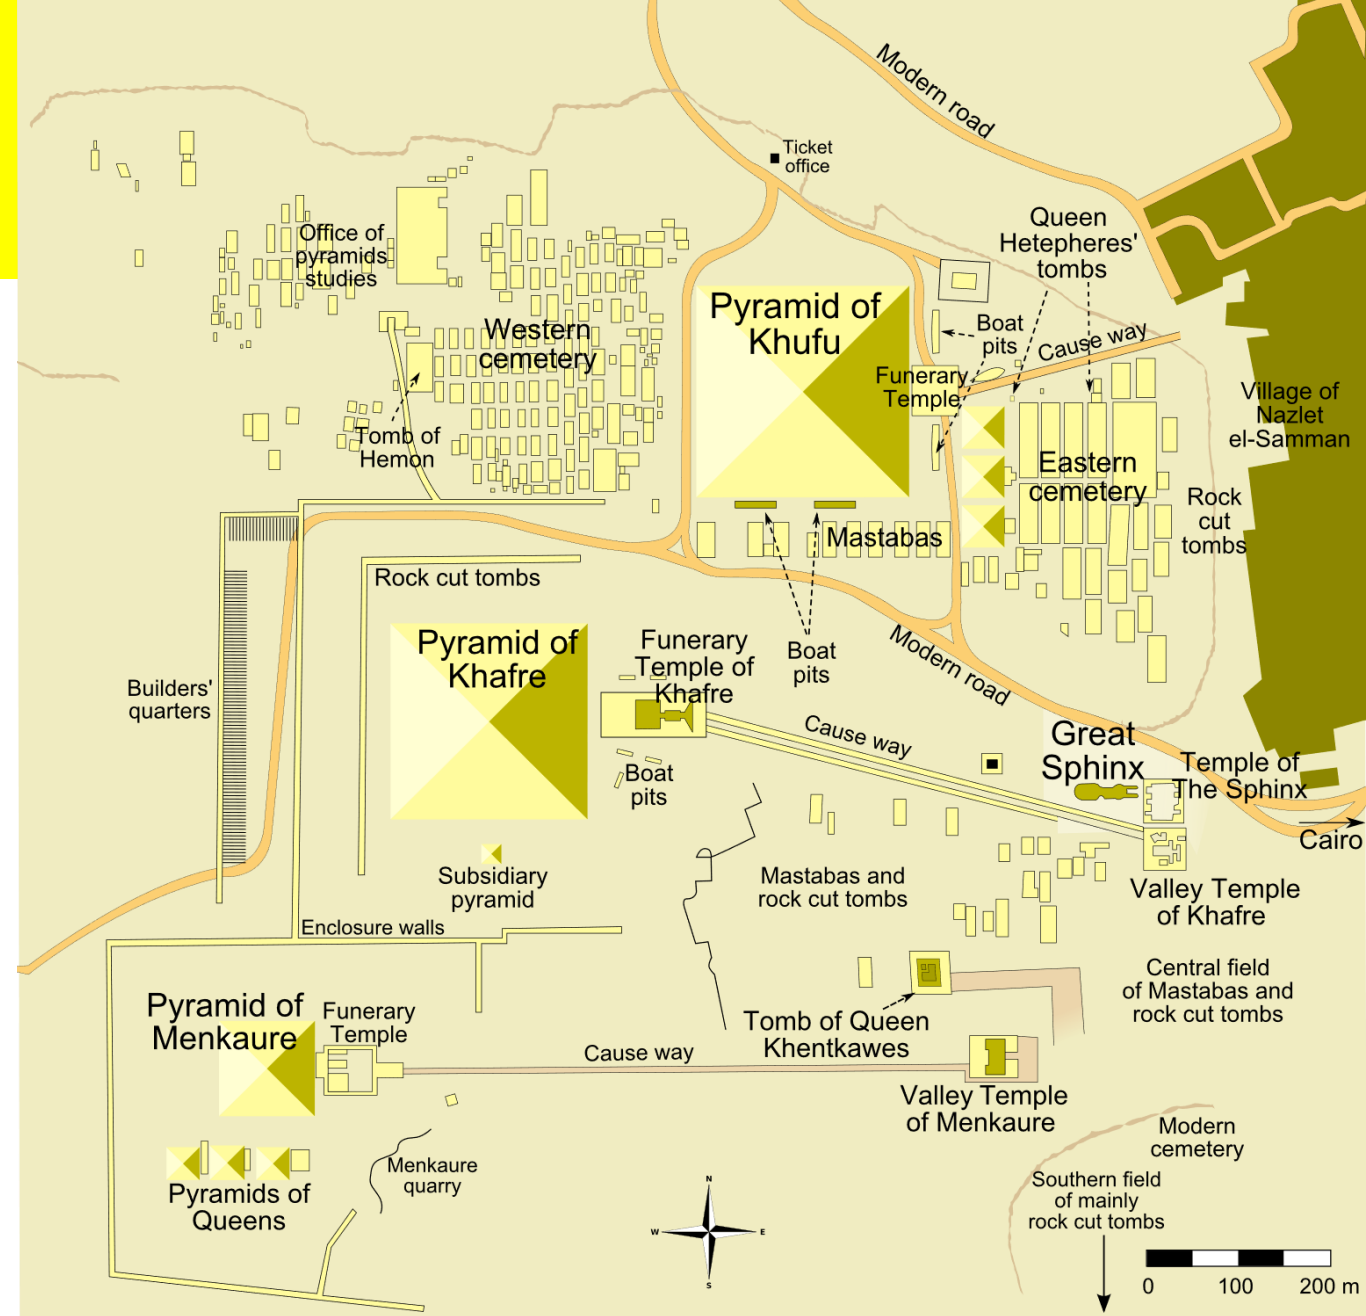 Modern road
Ticket
office
Queen
Hetepheres'
tombs
Office of
pyramids
studies
Pyramid of
Khufu
Boat
pits
Cause way
Western
cemetery
Funerary
Temple
Village of
Nazlet
el-Samman
Tomb of
Hemon
Eastern
cemetery
Rock
cut
tombs
Mastabas
Rock cut tombs
Pyramid of
Khafre
Funerary
Temple of
Khafre
Boat
pits
Modern road
Builders'
quarters
Cause way
Great
Sphinx
Temple of
The Sphinx
Boat
pits
Cairo
Subsidiary
pyramid
Mastabas and
rock cut tombs
Valley Temple
of Khafre
Enclosure walls
Central field
of Mastabas and
rock cut tombs
Pyramid of
Menkaure
Funerary
Temple
Tomb of Queen
Khentkawes
Cause way
Valley Temple
of Menkaure
Modern
cemetery
Menkaure
quarry
Southern field
of mainly
rock cut tombs
Pyramids of
Queens
N
W E
S
0 100 200 m